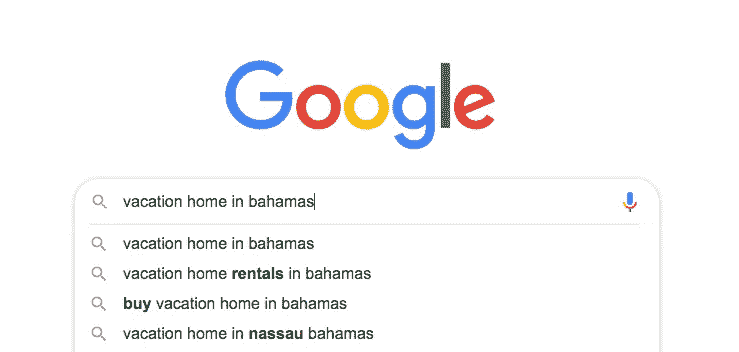 Google
vacation home in bahamas
vacation home in bahamas
vacation home rentals in bahamas
buy vacation home in bahamas
vacation home in nassau bahamas